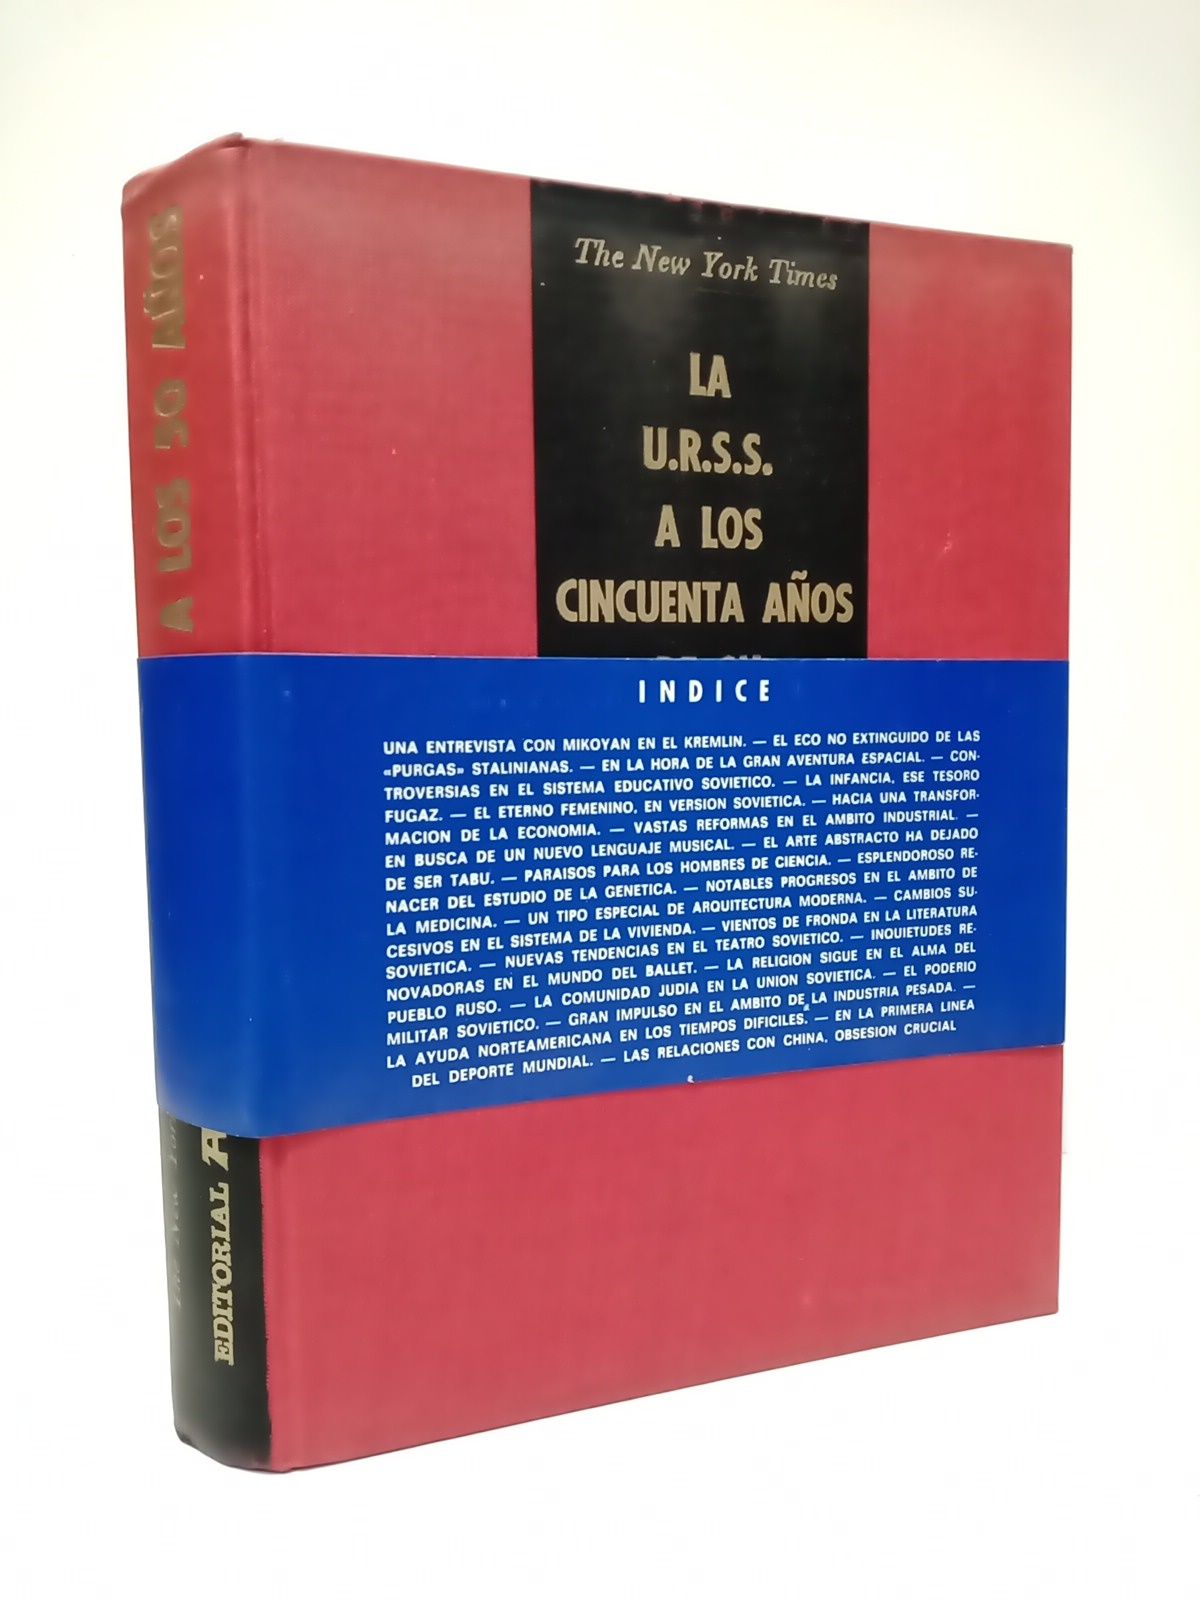 The New York Times
LA
U.R.S.S.
A LOS
CINCUENTA AÑOS
INDICE
UNA ENTREVISTA CON MIKOYAN EN EL KREMLIN. — EL ECO NO EXTINGUIDO DE LAS
«PURGAS» STALINIANAS. — EN LA HORA DE LA GRAN AVENTURA ESPACIAL. — CON-
TROVERSIAS EN EL SISTEMA EDUCATIVO SOVIETICO. — LA INFANCIA, ESE TESORO
FUGAZ. — EL ETERNO FEMENINO, EN VERSION SOVIETICA. — HACIA UNA TRANSFOR-
MACION DE LA ECONOMIA. — VASTAS REFORMAS EN EL AMBITO INDUSTRIAL. —
EN BUSCA DE UN NUEVO LENGUAJE MUSICAL. — EL ARTE ABSTRACTO HA DEJADO
DE SER TABU. — PARAISOS PARA LOS HOMBRES DE CIENCIA. — ESPLENDOROSO RE-
NACER DEL ESTUDIO DE LA GENETICA. — NOTABLES PROGRESOS EN EL AMBITO DE
LA MEDICINA. — UN TIPO ESPECIAL DE ARQUITECTURA MODERNA. — CAMBIOS SU-
CESIVOS EN EL SISTEMA DE LA VIVIENDA. — VIENTOS DE FRONDA EN LA LITERATURA
SOVIETICA. — NUEVAS TENDENCIAS EN EL TEATRO SOVIETICO. — INQUIETUDES RE-
NOVADORAS EN EL MUNDO DEL BALLET. — LA RELIGION SIGUE EN EL ALMA DEL
PUEBLO RUSO. — LA COMUNIDAD JUDIA EN LA UNION SOVIETICA. — EL PODERIO
MILITAR SOVIETICO. — GRAN IMPULSO EN EL AMBITO DE LA INDUSTRIA PESADA. —
LA AYUDA NORTEAMERICANA EN LOS TIEMPOS DIFICILES. — EN LA PRIMERA LINEA
DEL DEPORTE MUNDIAL. — LAS RELACIONES CON CHINA, OBSESION CRUCIAL
A LOS 50 AÑOS
The New Yor
EDITORIAL A